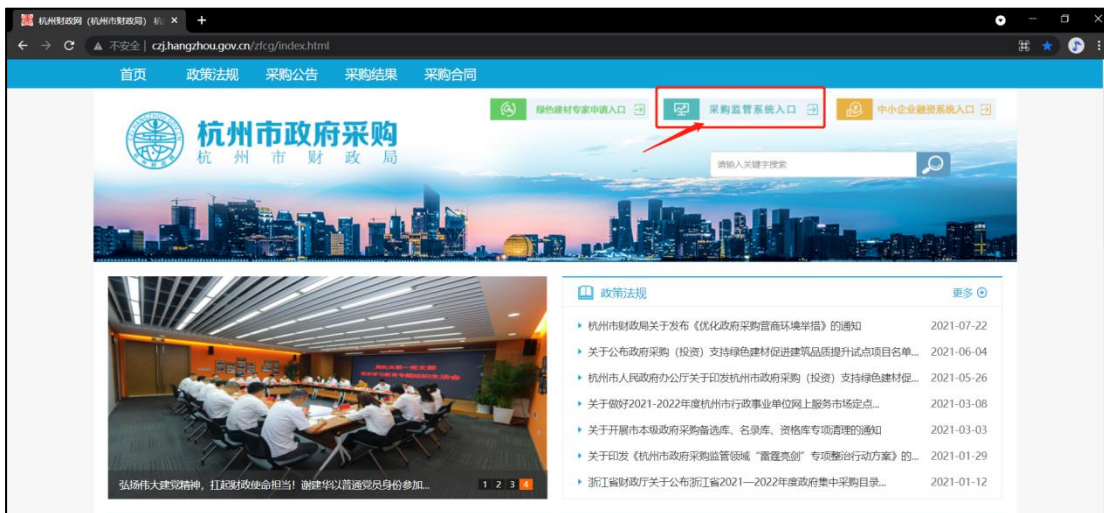 杭州财政网（杭州市财政局）杭
不安全 | czj.hangzhou.gov.cn/zfcg/index.html
首页 政策法规 采购公告 采购结果 采购合同
绿色建材专家申请入口
采购监管系统入口
中小企业融资系统入口
杭州市政府采购
杭州市财政局
请输入关键字搜索
政策法规
更多
杭州市财政局关于发布《优化政府采购营商环境举措》的通知 2021-07-22
关于公布政府采购（投资）支持绿色建材促进建筑品质提升试点项目名单... 2021-06-04
杭州市人民政府办公厅关于印发杭州市政府采购（投资）支持绿色建材促... 2021-05-26
关于做好2021-2022年度杭州市行政事业单位网上服务市场定点... 2021-03-08
关于开展市本级政府采购备选库、名录库、资格库专项清理的通知 2021-03-03
关于印发《杭州市政府采购监管领域“雷霆亮剑”专项整治行动方案》的... 2021-01-29
浙江省财政厅关于公布浙江省2021—2022年度政府集中采购目录... 2021-01-12
弘扬伟大建党精神，扛起财政使命担当！谢建华以普通党员身份参加...
1 2 3 4